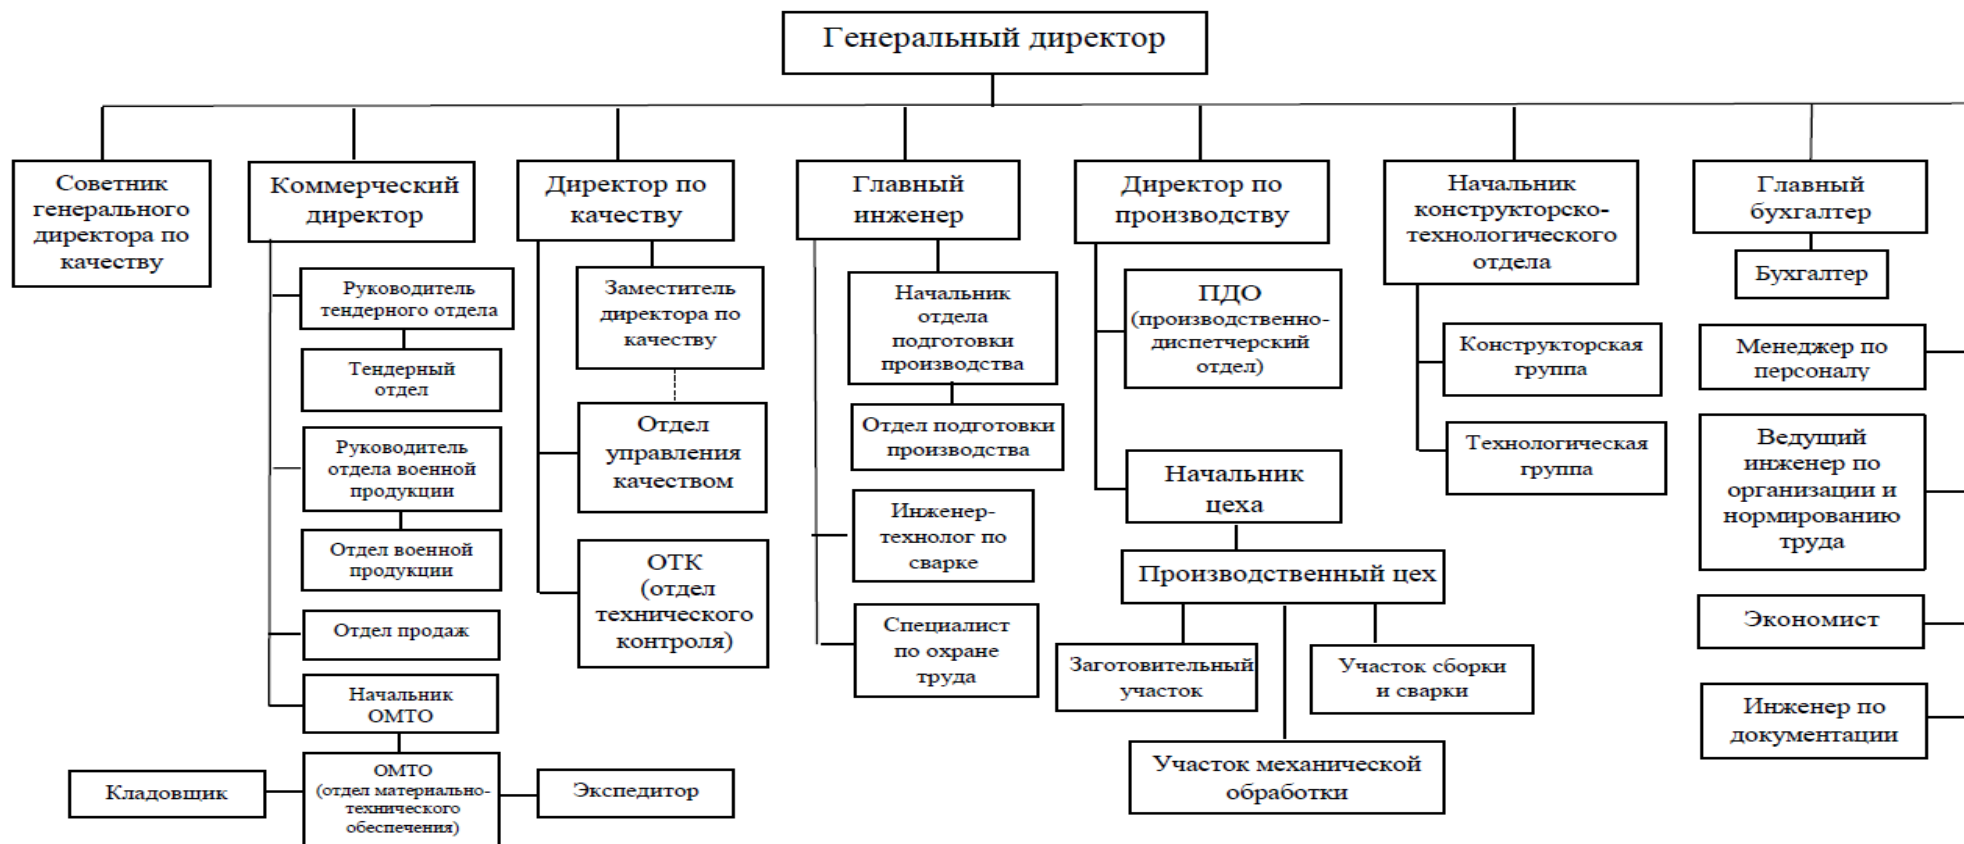 Генеральный директор
Советник
генерального
директора по
качеству
Коммерческий
директор
Руководитель
тендерного отдела
Тендерный
отдел
Руководитель
отдела военной
продукции
Отдел военной
продукции
Отдел продаж
Начальник
ОМТО
ОМТО
(отдел материально-
технического
обеспечения)
Кладовщик
Экспедитор
Директор по
качеству
Заместитель
директора по
качеству
Отдел
управления
качеством
ОТК
(отдел
технического
контроля)
Главный
инженер
Начальник
отдела
подготовки
производства
Отдел подготовки
производства
Инженер-
технолог по
сварке
Специалист
по охране
труда
Директор по
производству
ПДО
(производственно-
диспетчерский
отдел)
Начальник
цеха
Производственный цех
Заготовительный
участок
Участок механической
обработки
Участок сборки
и сварки
Начальник
конструкторско-
технологического
отдела
Конструкторская
группа
Технологическая
группа
Главный
бухгалтер
Бухгалтер
Менеджер по
персоналу
Ведущий
инженер по
организации и
нормированию
труда
Экономист
Инженер по
документации